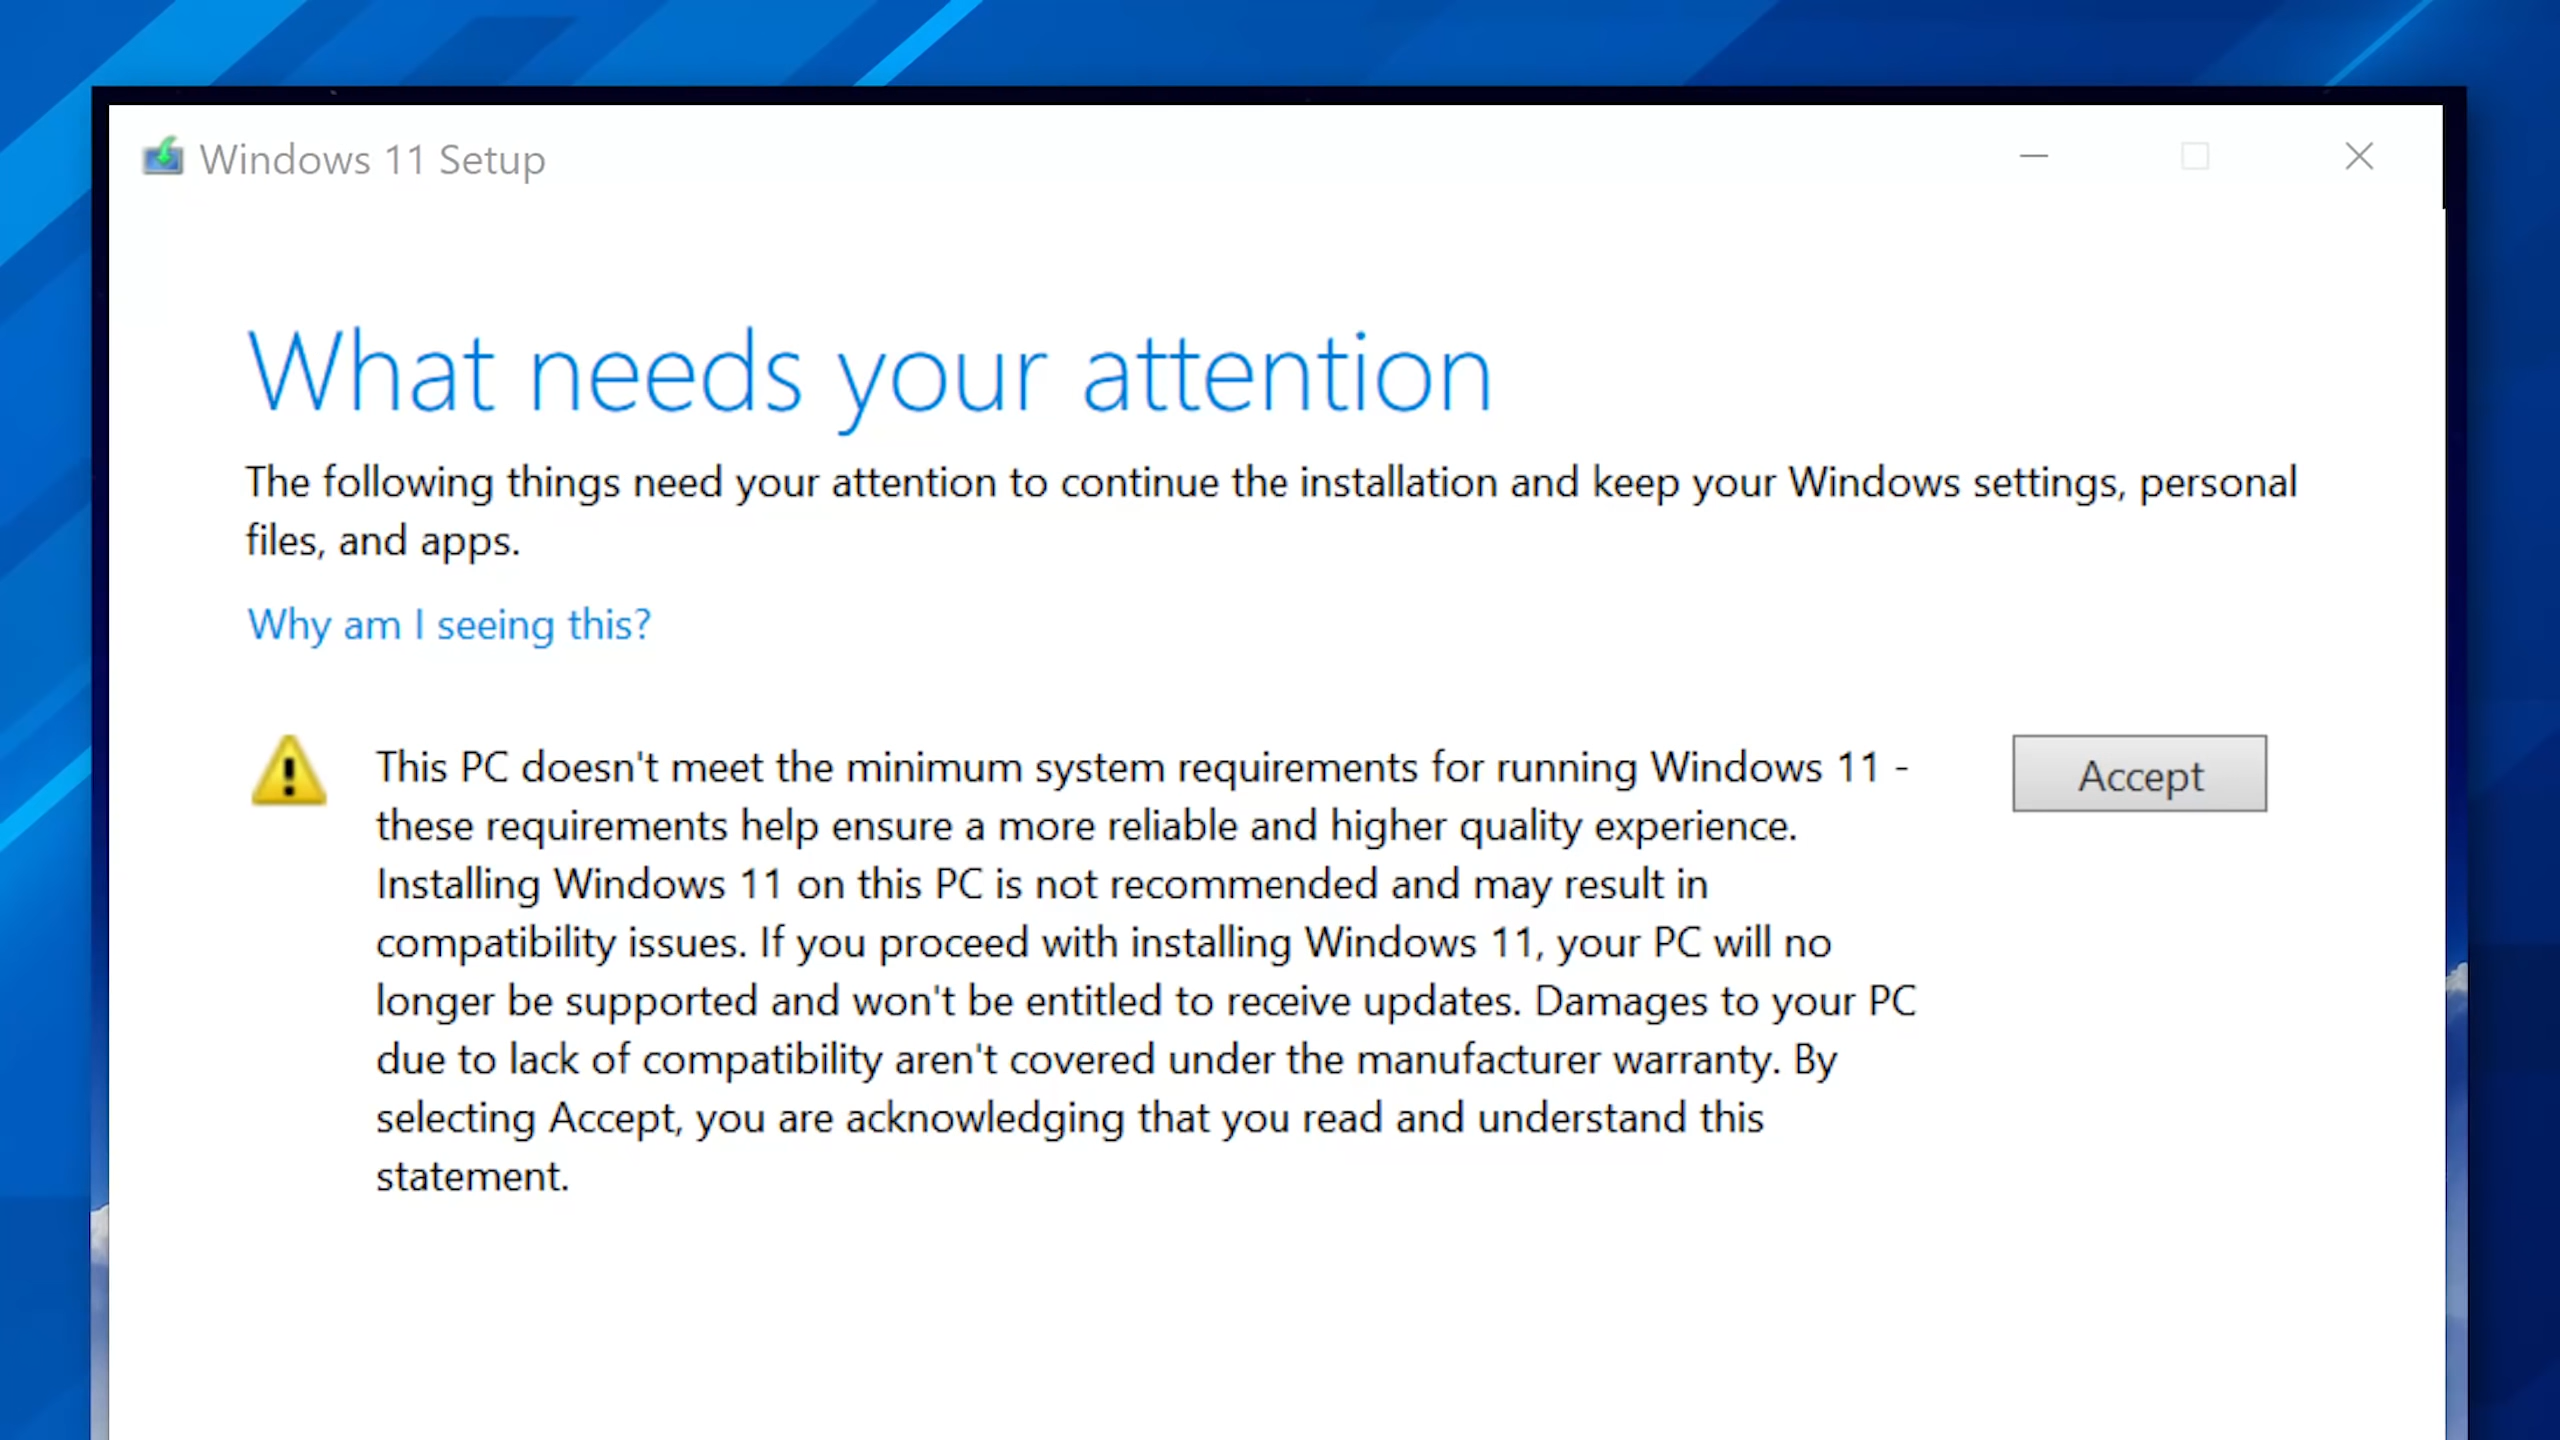 Windows 11 Setup
What needs your attention
The following things need your attention to continue the installation and keep your Windows settings, personal
files, and apps.
Why am I seeing this?
This PC doesn't meet the minimum system requirements for running Windows 11 -
these requirements help ensure a more reliable and higher quality experience.
Installing Windows 11 on this PC is not recommended and may result in
compatibility issues. If you proceed with installing Windows 11, your PC will no
longer be supported and won't be entitled to receive updates. Damages to your PC
due to lack of compatibility aren't covered under the manufacturer warranty. By
selecting Accept, you are acknowledging that you read and understand this
statement.
Accept